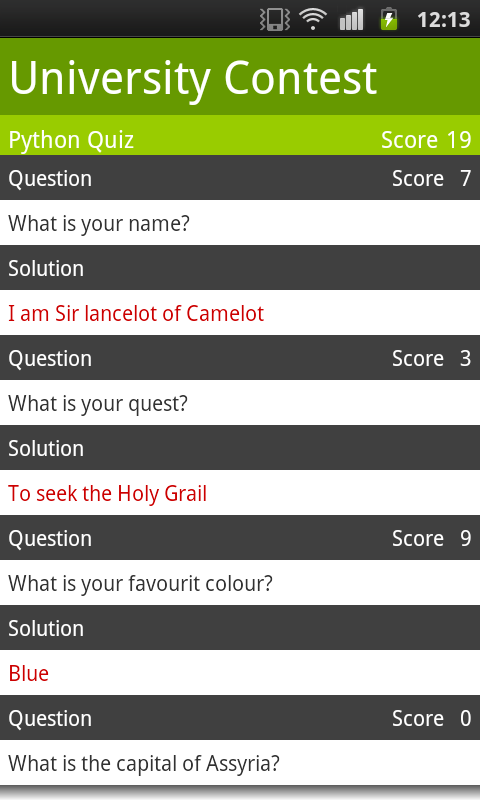 12:13
University Contest
Python Quiz Score 19
Question Score 7
What is your name?
Solution
I am Sir lancelot of Camelot
Question Score 3
What is your quest?
Solution
To seek the Holy Grail
Question Score 9
What is your favourit colour?
Solution
Blue
Question Score 0
What is the capital of Assyria?